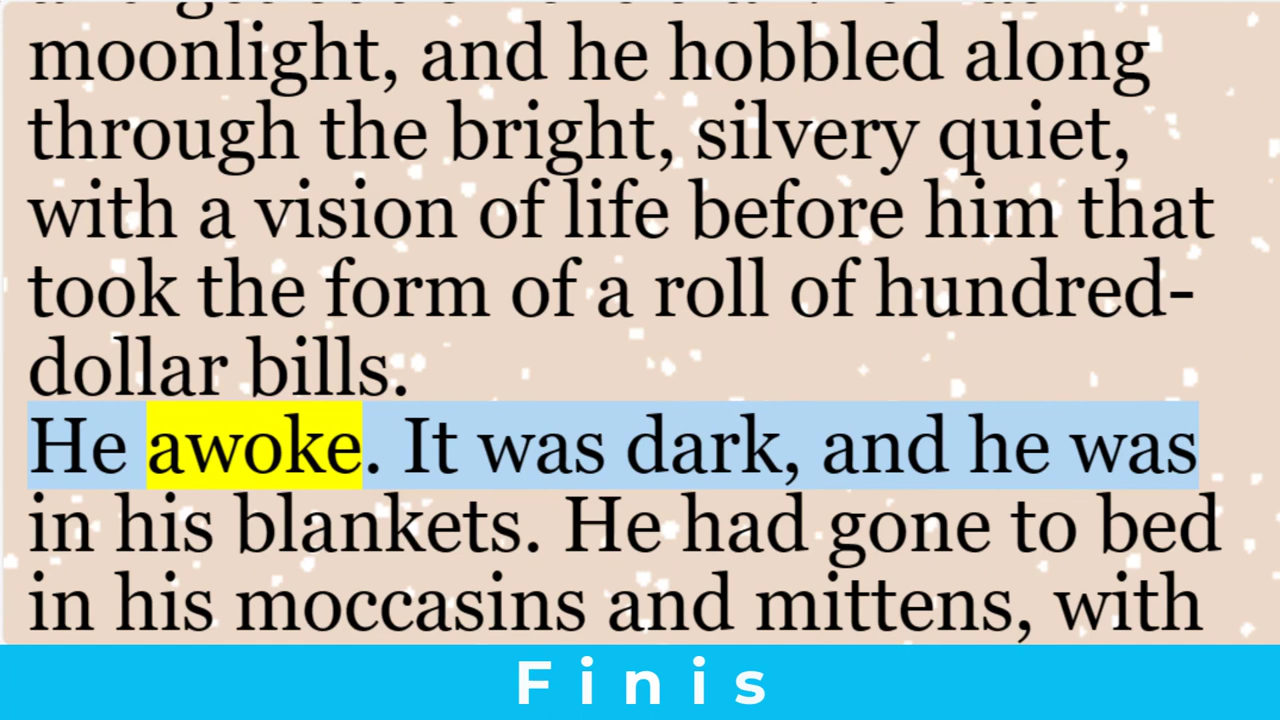 moonlight, and he hobbled along
through the bright, silvery quiet,
with a vision of life before him that
took the form of a roll of hundred-
dollar bills.
He awoke. It was dark, and he was
in his blankets. He had gone to bed
in his moccasins and mittens, with
Finis